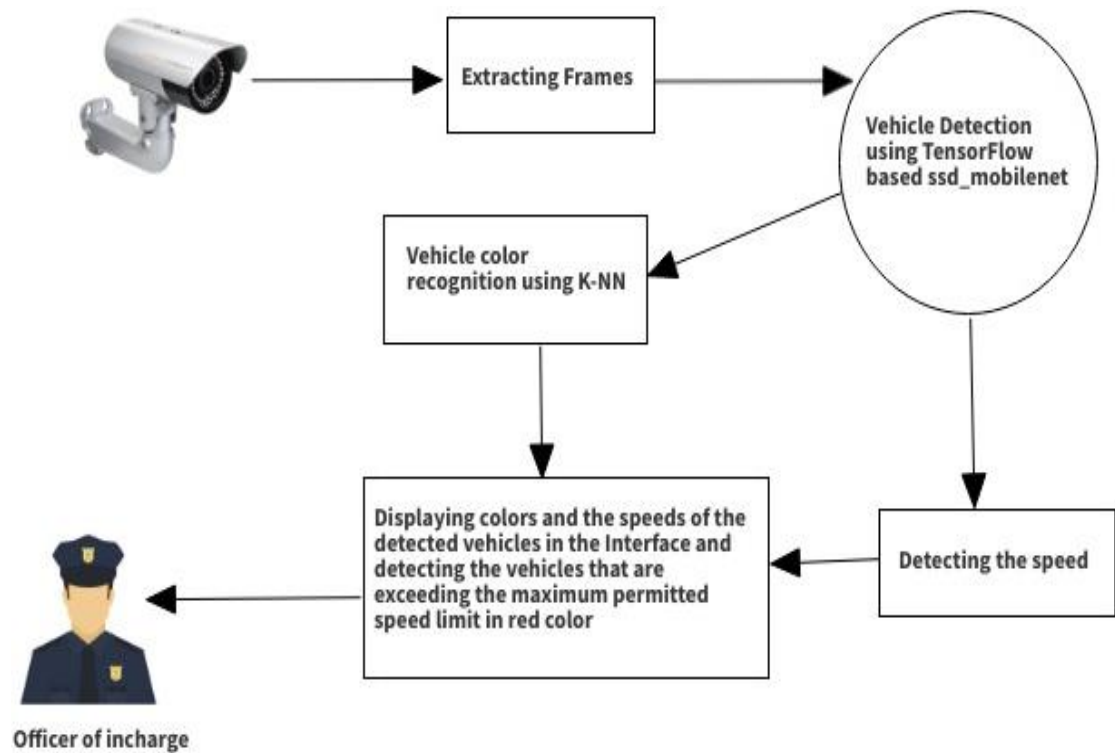 Extracting Frames
Vehicle Detection
using TensorFlow
based ssd_mobilenet
Vehicle color
recognition using K-NN
Displaying colors and the speeds of the
detected vehicles in the Interface and
detecting the vehicles that are
exceeding the maximum permitted
speed limit in red color
Detecting the speed
Officer of incharge